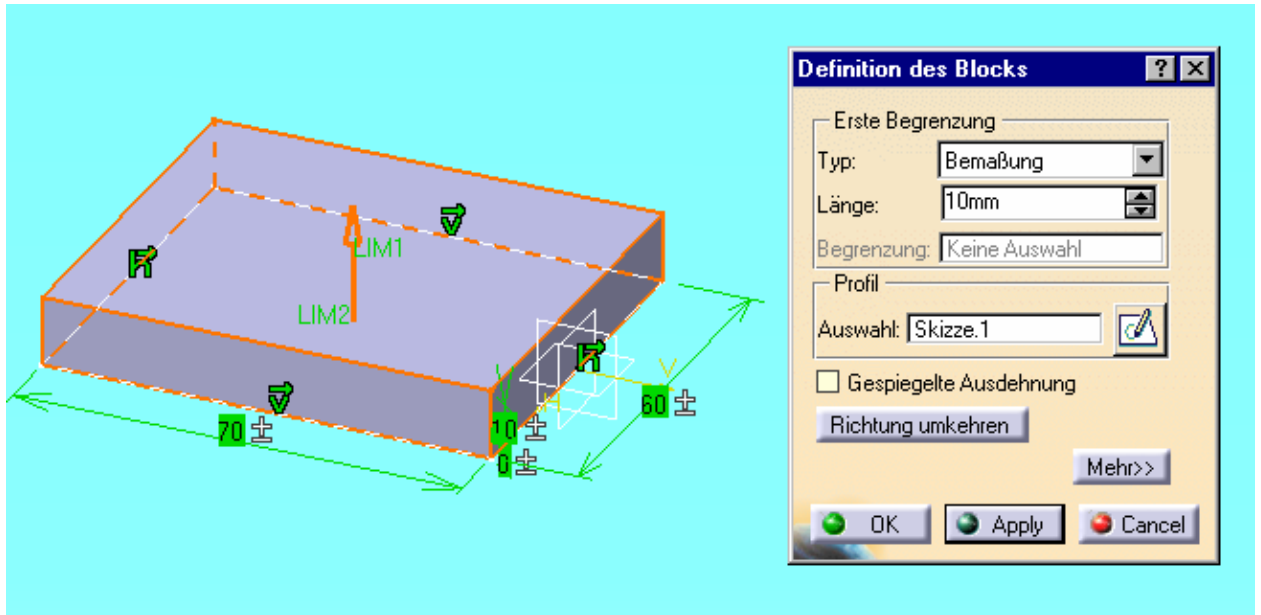 LIM1
LIM2
V
H
H
V
V
H
70 ±
10 ±
0 ±
60 ±
Definition des Blocks
Erste Begrenzung
Typ: Bemaßung
Länge: 10mm
Begrenzung: Keine Auswahl
Profil
Auswahl: Skizze.1
Gespiegelte Ausdehnung
Richtung umkehren
Mehr>>
OK Apply Cancel